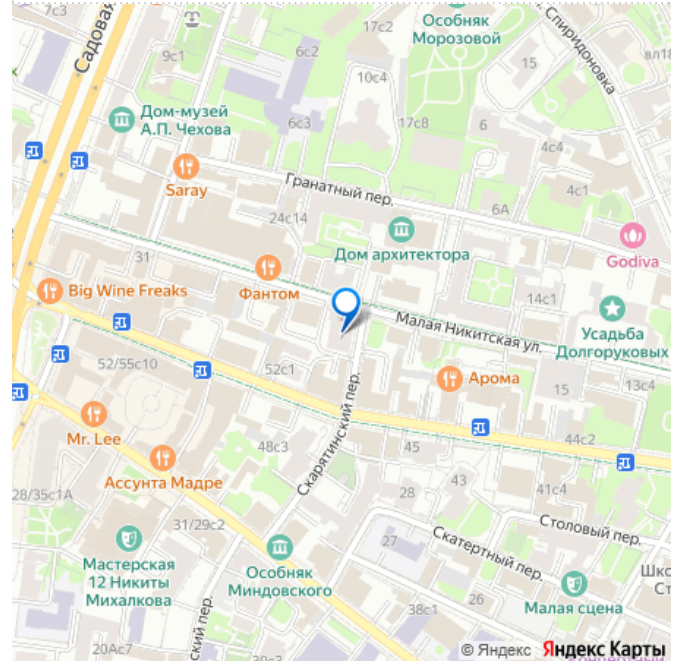 7с3
17с2
Особняк
Морозовой
Садовая
9с1
6с2
10с4
15
Спиридоновка
вл18
Дом-музей
А.П. Чехова
6с3
17с8
6
4с4
Saray
Гранатный пер.
4с1
24с14
6А
Дом архитектора
Godiva
31
Big Wine Freaks
Фантом
14с1
Малая Никитская ул.
Усадьба
Долгоруковых
52/55с10
52с1
Арома
15
13с4
Mr. Lee
Скарятинский пер.
48с3
45
44с2
Ассунта Мадре
28/35с1А
43
28
41с4
31/29с2
Столовый пер.
27
Скатертный пер.
Мастерская
12 Никиты
Михалкова
Особняк
Миндовского
26
Малая сцена
38с1
ский пер.
20Ас7
© Яндекс Яндекс Карты